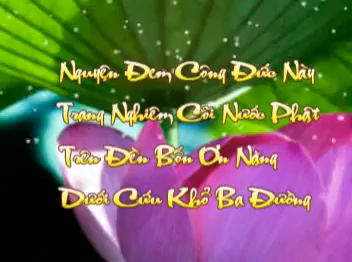 Nguyện Đem Công Đức Này
Trang Nghiêm Cõi Nước Phật
Trên Đền Bốn Ơn Nặng
Dưới Cứu Khổ Ba Đường